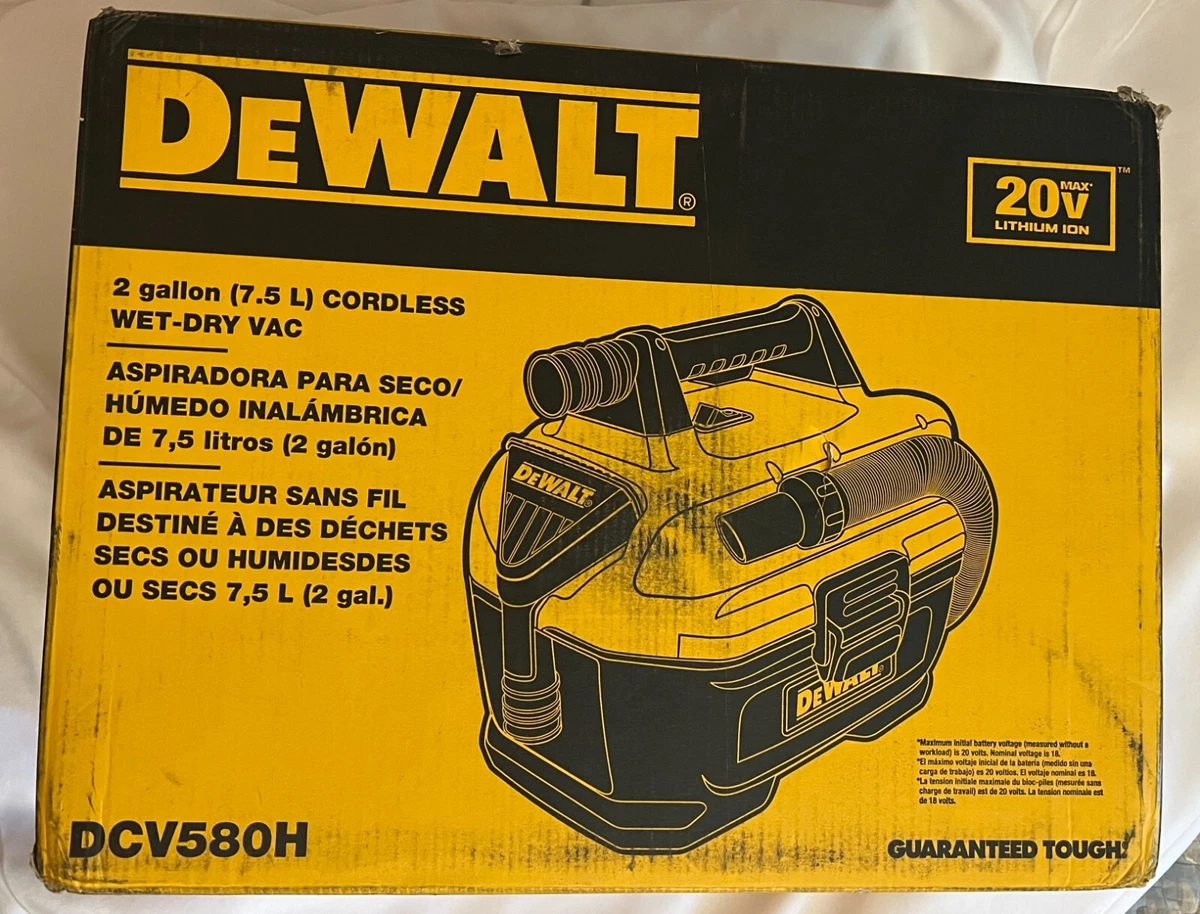 DEWALT®
20V MAX* ™
LITHIUM ION
2 gallon (7.5 L) CORDLESS
WET-DRY VAC
ASPIRADORA PARA SECO/
HÚMEDO INALÁMBRICA
DE 7,5 litros (2 galón)
ASPIRATEUR SANS FIL
DESTINÉ À DES DÉCHETS
SECS OU HUMIDESDES
OU SECS 7,5 L (2 gal.)
DEWALT®
DEWALT®
*Maximum initial battery voltage (measured without a
workload) is 20 volts. Nominal voltage is 18.
*El máximo voltaje inicial de la batería (medido sin una
carga de trabajo) es 20 voltios. El voltaje nominal es 18.
*La tension initiale maximale du bloc-piles (mesurée sans
charge de travail) est de 20 volts. La tension nominale est
de 18 volts.
DCV580H
GUARANTEED TOUGH.®